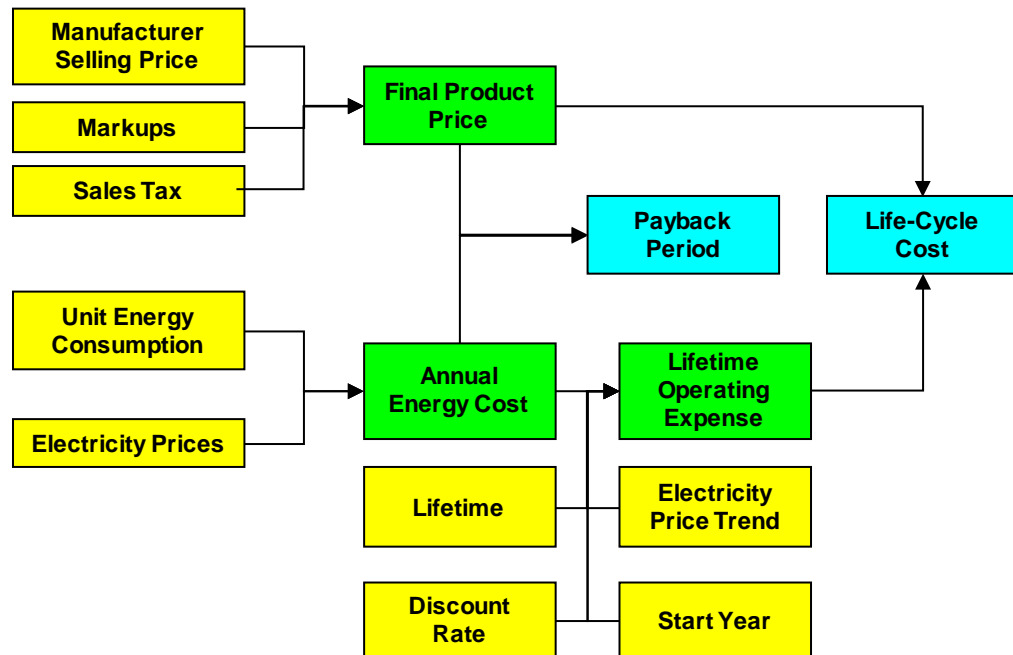 Manufacturer
Selling Price
Markups
Sales Tax
Final Product
Price
Payback
Period
Life-Cycle
Cost
Unit Energy
Consumption
Electricity Prices
Annual
Energy Cost
Lifetime
Operating
Expense
Lifetime
Electricity
Price Trend
Discount
Rate
Start Year